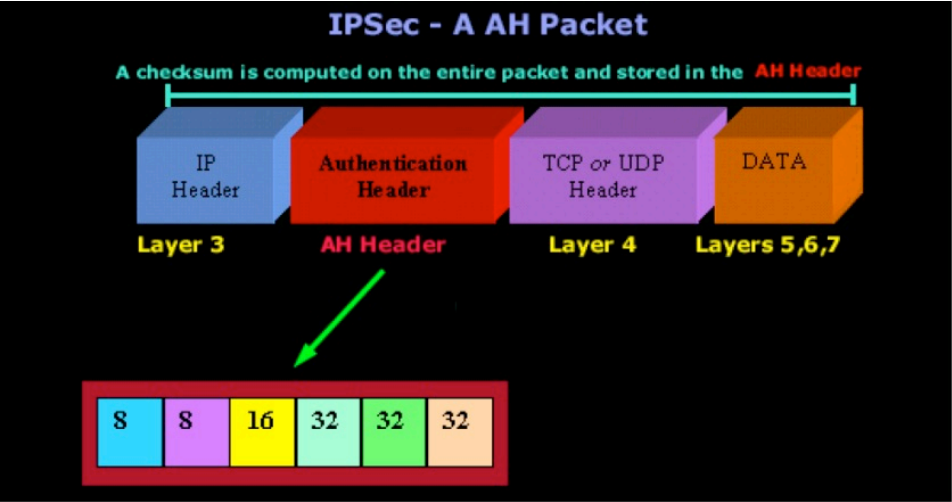 IPSec - A AH Packet
A checksum is computed on the entire packet and stored in the AH Header
IP
Header
Authentication
Header
TCP or UDP
Header
DATA
Layer 3
AH Header
Layer 4
Layers 5,6,7
8
8
16
32
32
32